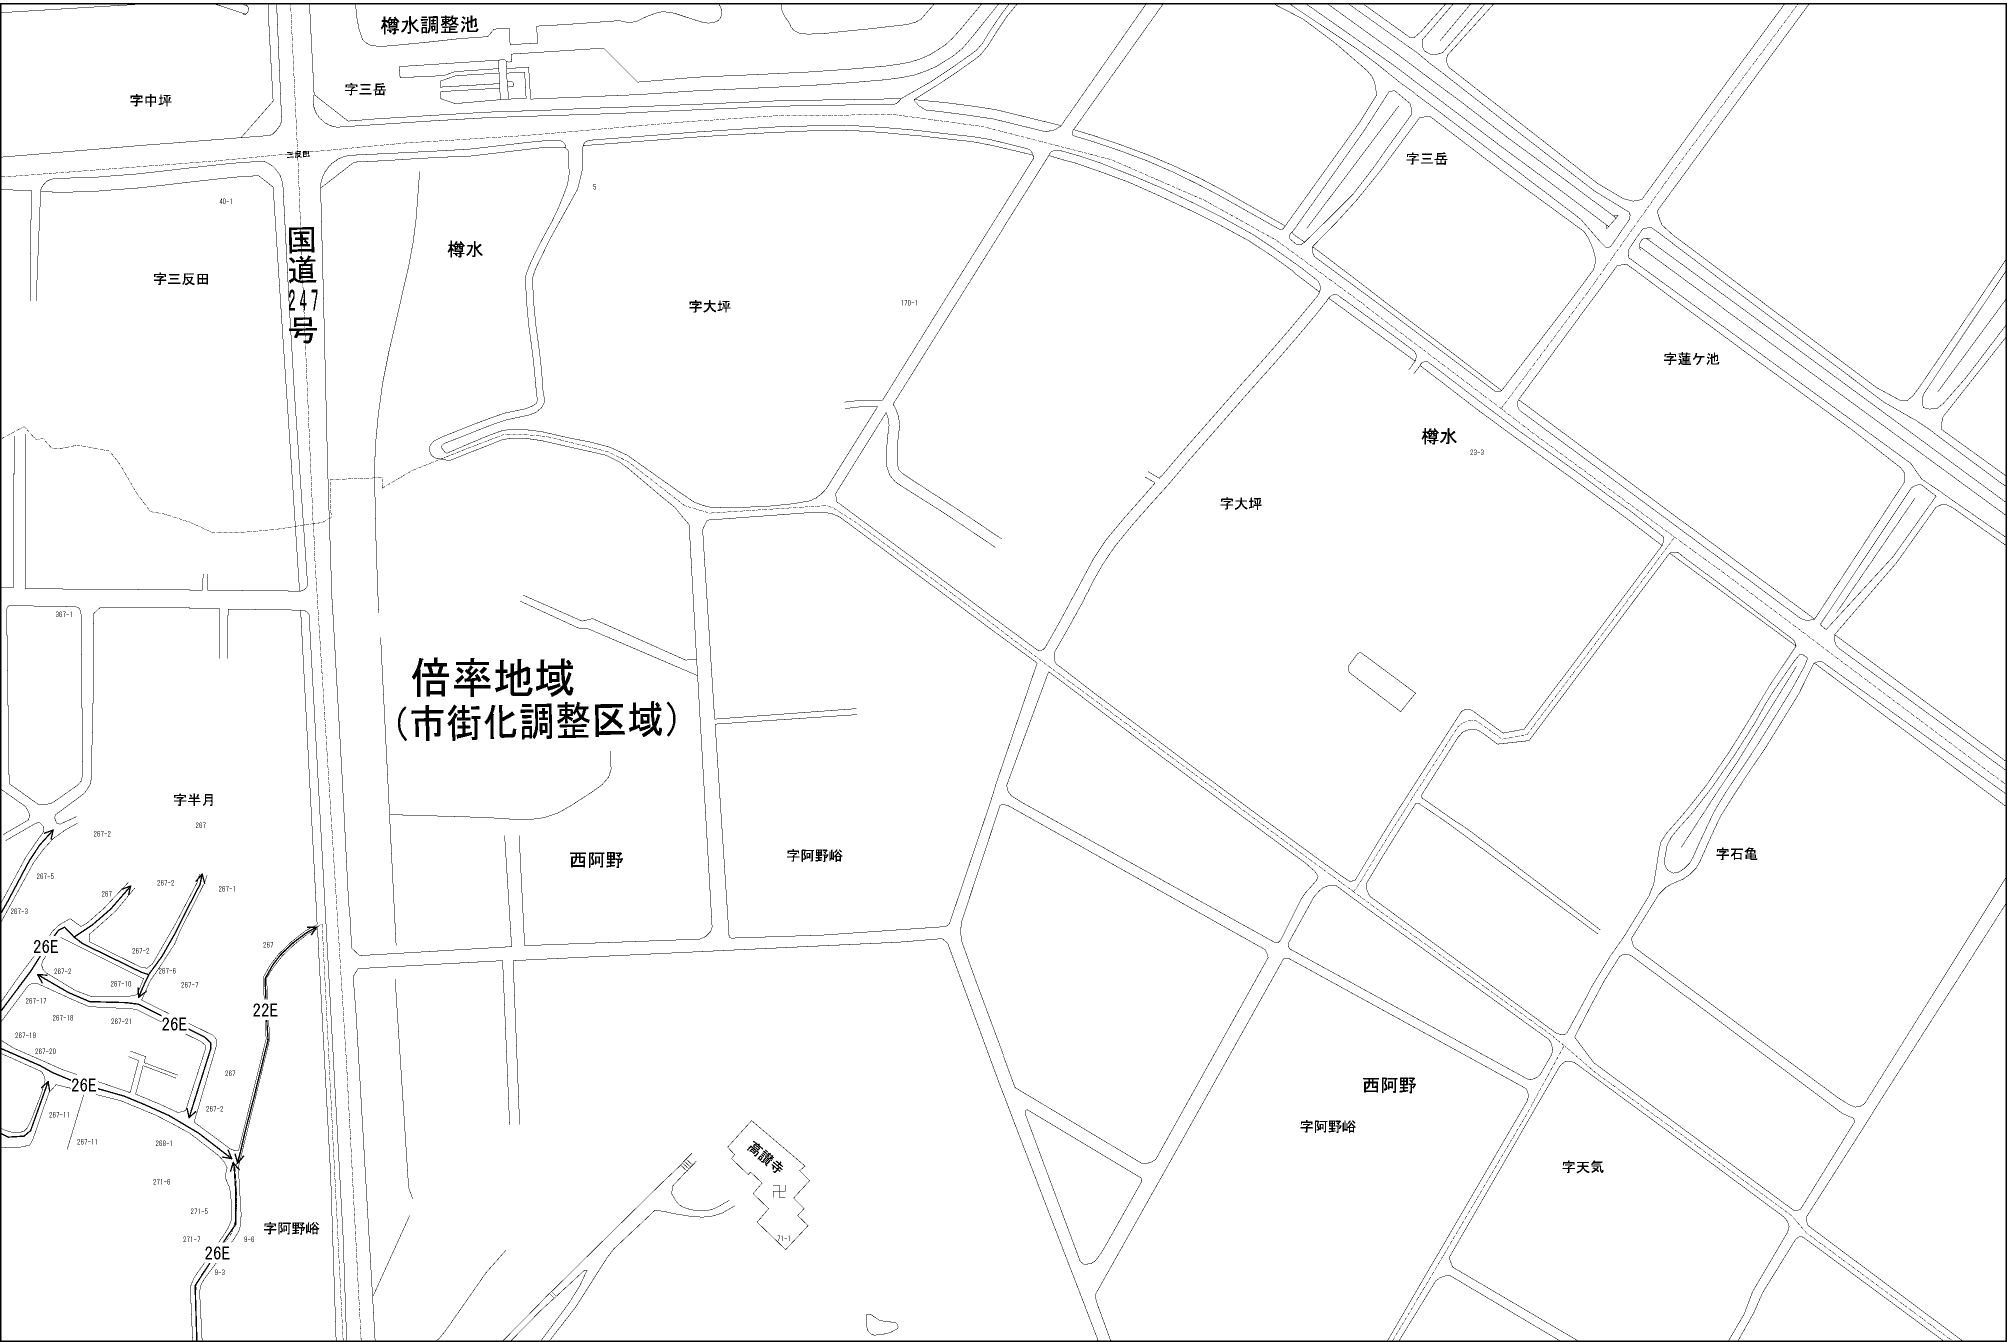 樽水調整池
字三岳
字中坪
三反田
字三岳
5
40-1
国道247号
樽水
字三反田
字大坪
170-1
字蓮ケ池
樽水
23-3
字大坪
367-1
倍率地域
(市街化調整区域)
字半月
267
267-2
西阿野
字阿野峪
字石亀
267-5
267
267-2
267-1
267-3
26E
267-2
267
267-2
267-6
267-10
267-7
267-17
22E
267-18
267-21
26E
267-19
267-20
267
26E
西阿野
267-2
267-11
字阿野峪
267-11
268-1
高讃寺
字天気
271-6
271-5
字阿野峪
271-7
9-6
71-1
26E
9-3